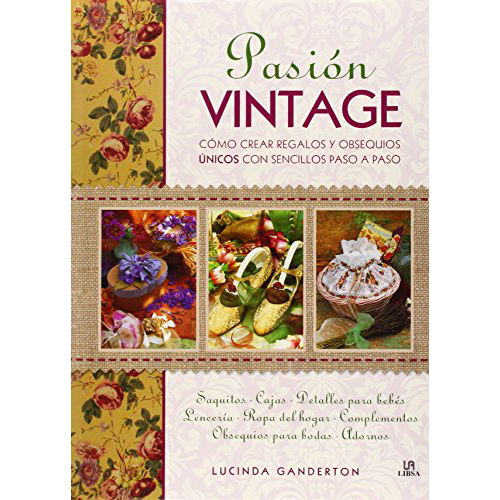 Pasión
VINTAGE
CÓMO CREAR REGALOS Y OBSEQUIOS
ÚNICOS CON SENCILLOS PASO A PASO
Saquitos · Cajas · Detalles para bebés
Lencería · Ropa del hogar · Complementos
Obsequios para bodas · Adornos
LUCINDA GANDERTON
LIBSA